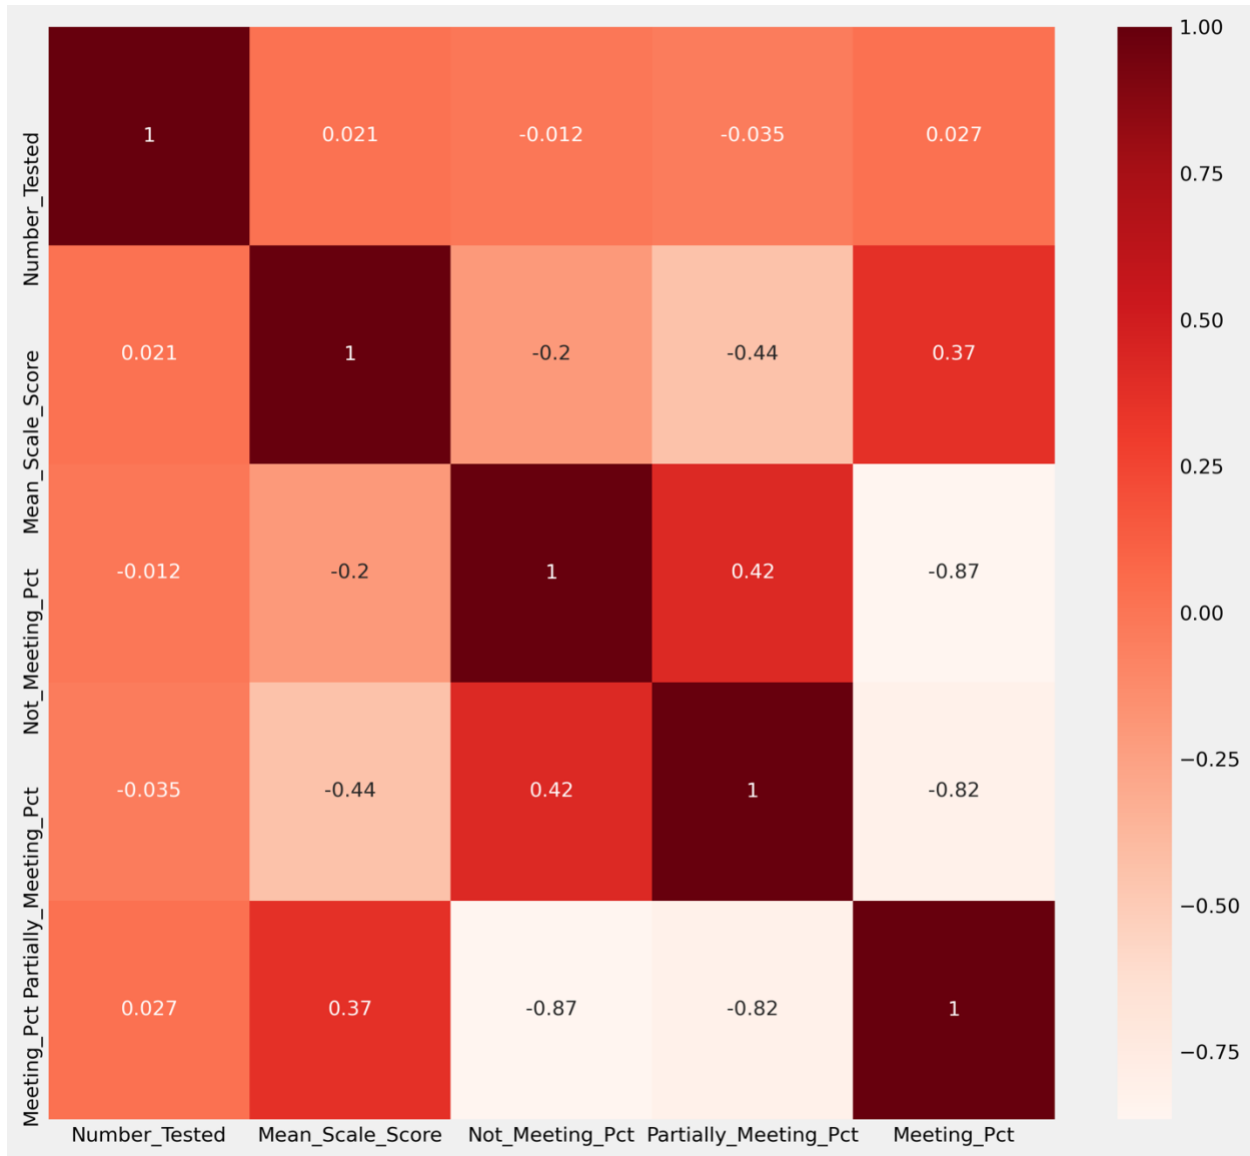 Number_Tested
1 0.021 -0.012 -0.035 0.027
Mean_Scale_Score
0.021 1 -0.2 -0.44 0.37
Not_Meeting_Pct
-0.012 -0.2 1 0.42 -0.87
Partially_Meeting_Pct
-0.035 -0.44 0.42 1 -0.82
Meeting_Pct
0.027 0.37 -0.87 -0.82 1
Number_Tested Mean_Scale_Score Not_Meeting_Pct Partially_Meeting_Pct Meeting_Pct
1.00
0.75
0.50
0.25
0.00
−0.25
−0.50
−0.75